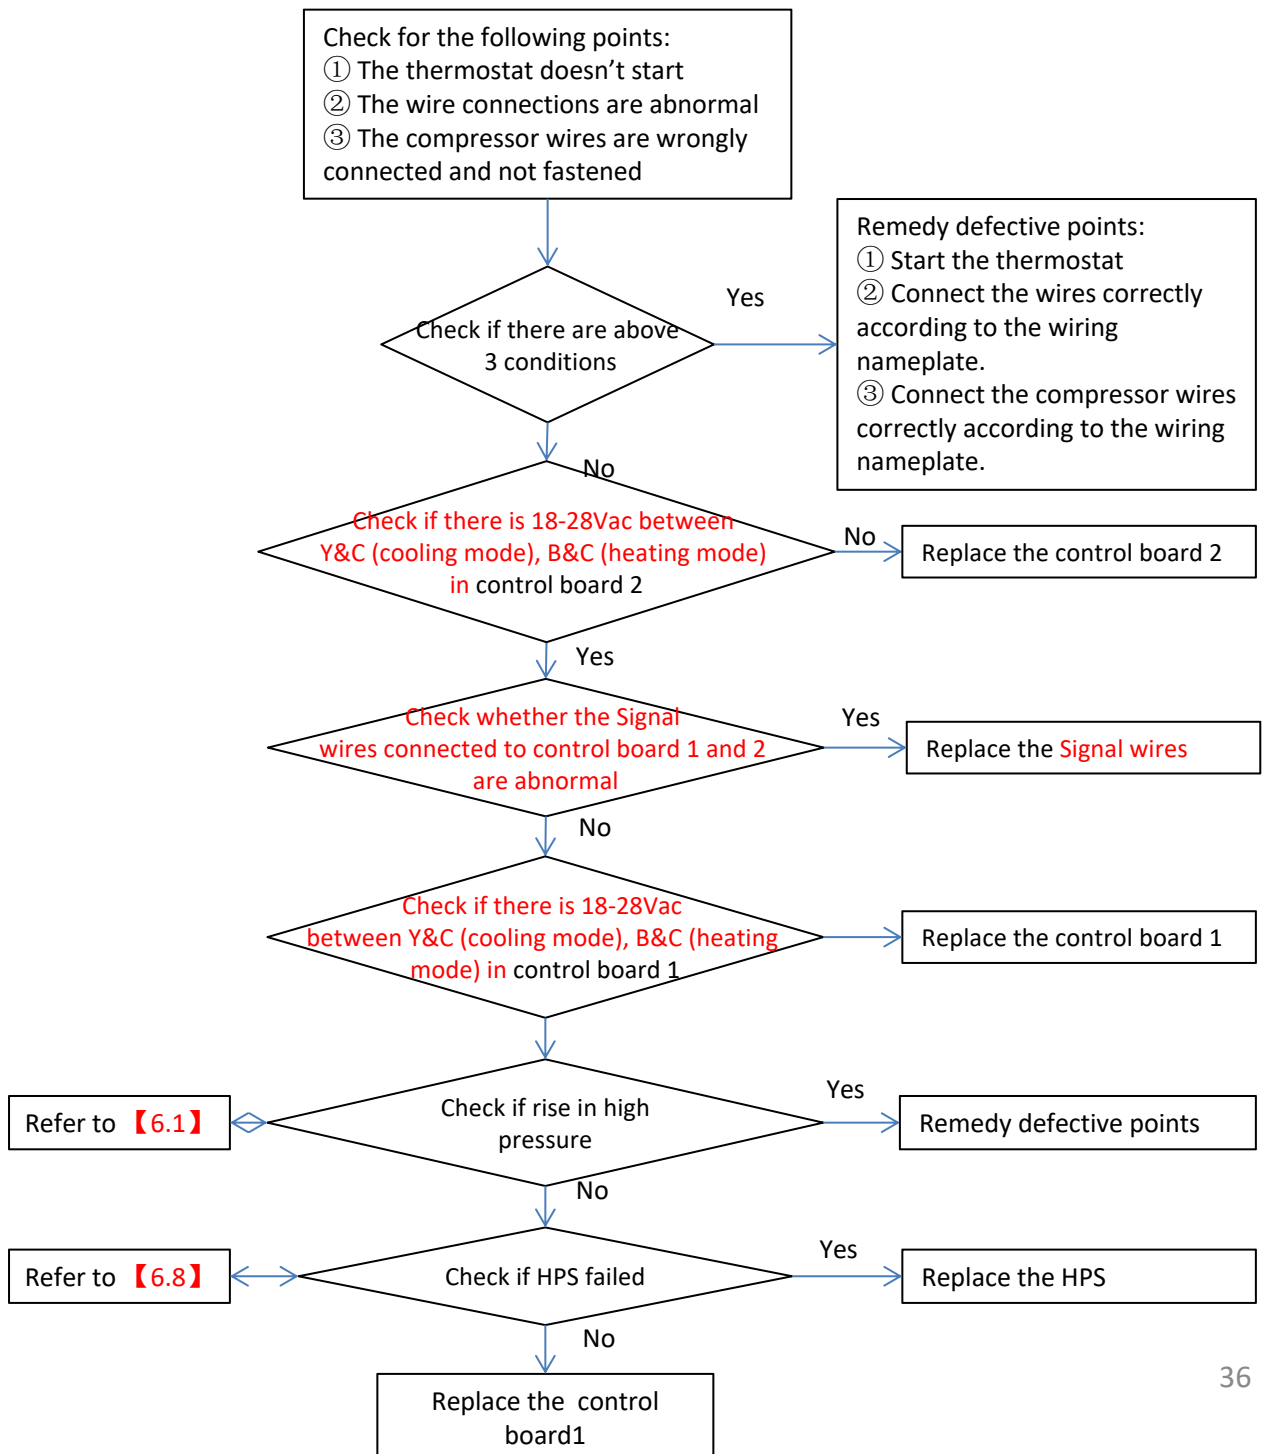 Check for the following points:
① The thermostat doesn’t start
② The wire connections are abnormal
③ The compressor wires are wrongly
connected and not fastened
Remedy defective points:
① Start the thermostat
② Connect the wires correctly
according to the wiring
nameplate.
③ Connect the compressor wires
correctly according to the wiring
nameplate.
Yes
Check if there are above
3 conditions
No
Check if there is 18-28Vac between
Y&C (cooling mode), B&C (heating mode)
in control board 2
No
Replace the control board 2
Yes
Check whether the Signal
wires connected to control board 1 and 2
are abnormal
Yes
Replace the Signal wires
No
Check if there is 18-28Vac
between Y&C (cooling mode), B&C (heating
mode) in control board 1
Replace the control board 1
Refer to 【6.1】
Check if rise in high
pressure
Yes
Remedy defective points
No
Refer to 【6.8】
Check if HPS failed
Yes
Replace the HPS
No
Replace the  control
board1
36